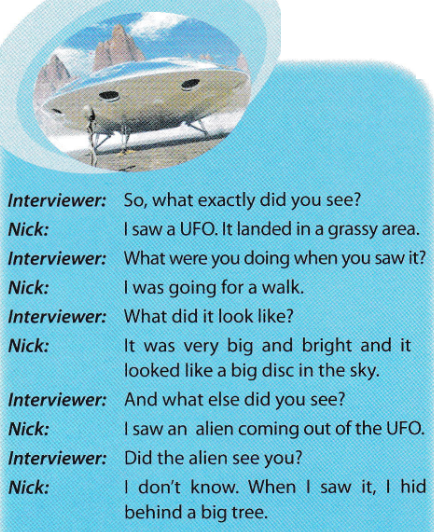 Interviewer: So, what exactly did you see?
Nick: I saw a UFO. It landed in a grassy area.
Interviewer: What were you doing when you saw it?
Nick: I was going for a walk.
Interviewer: What did it look like?
Nick: It was very big and bright and it
looked like a big disc in the sky.
Interviewer: And what else did you see?
Nick: I saw an alien coming out of the UFO.
Interviewer: Did the alien see you?
Nick: I don't know. When I saw it, I hid
behind a big tree.